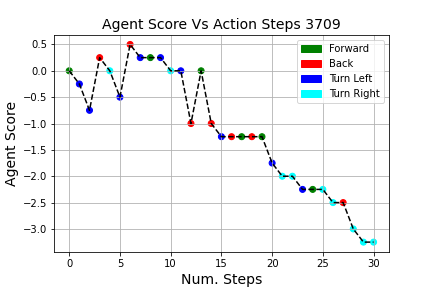 Agent Score Vs Action Steps 3709
Agent Score
0.5
0.0
−0.5
−1.0
−1.5
−2.0
−2.5
−3.0
Forward
Back
Turn Left
Turn Right
0 5 10 15 20 25 30
Num. Steps